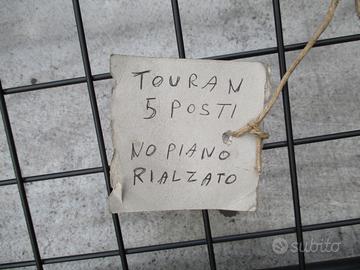 TOURAN
5 POSTI
NO PIANO
RIALZATO
subito